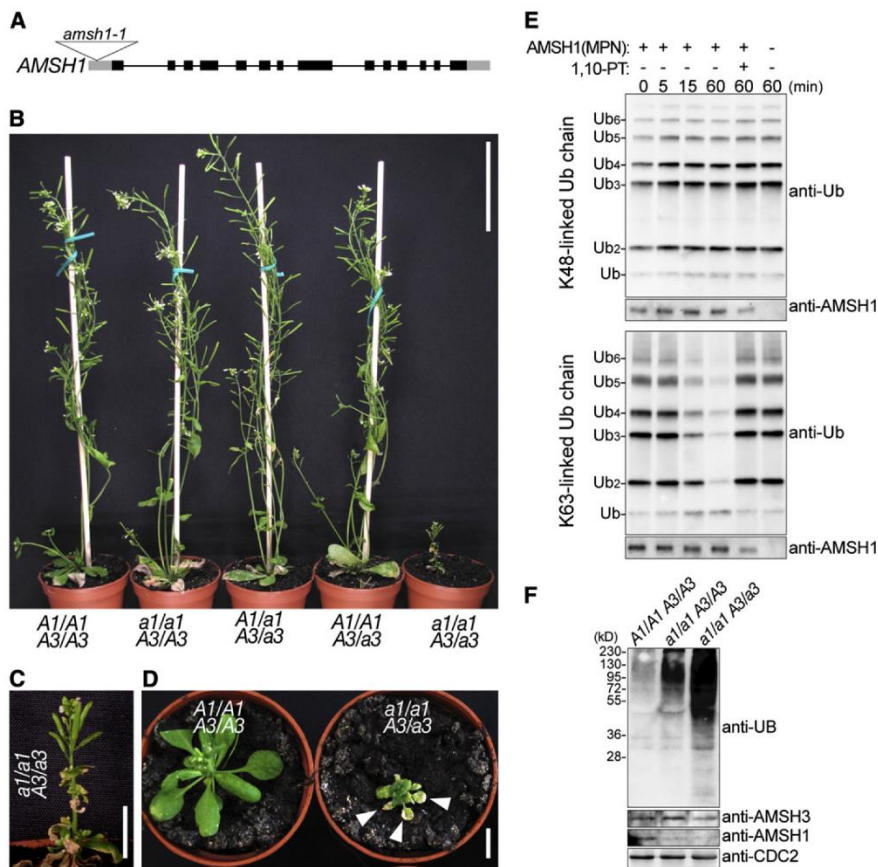 A
amsh1-1
AMSH1
B
A1/A1
A3/A3
a1/a1
A3/A3
A1/A1
A3/a3
A1/A1
A3/a3
a1/a1
A3/a3
C
a1/a1
A3/a3
D
A1/A1
A3/A3
a1/a1
A3/a3
E
AMSH1(MPN): + + + + + -
1,10-PT: - - - - + -
0 5 15 60 60 60 (min)
K48-linked Ub chain
Ub6
Ub5
Ub4
Ub3
Ub2
Ub
anti-Ub
anti-AMSH1
K63-linked Ub chain
Ub6
Ub5
Ub4
Ub3
Ub2
Ub
anti-Ub
anti-AMSH1
F
A1/A1 A3/A3
a1/a1 A3/A3
a1/a1 A3/a3
(kD)
230
130
95
72
55
36
28
anti-UB
anti-AMSH3
anti-AMSH1
anti-CDC2